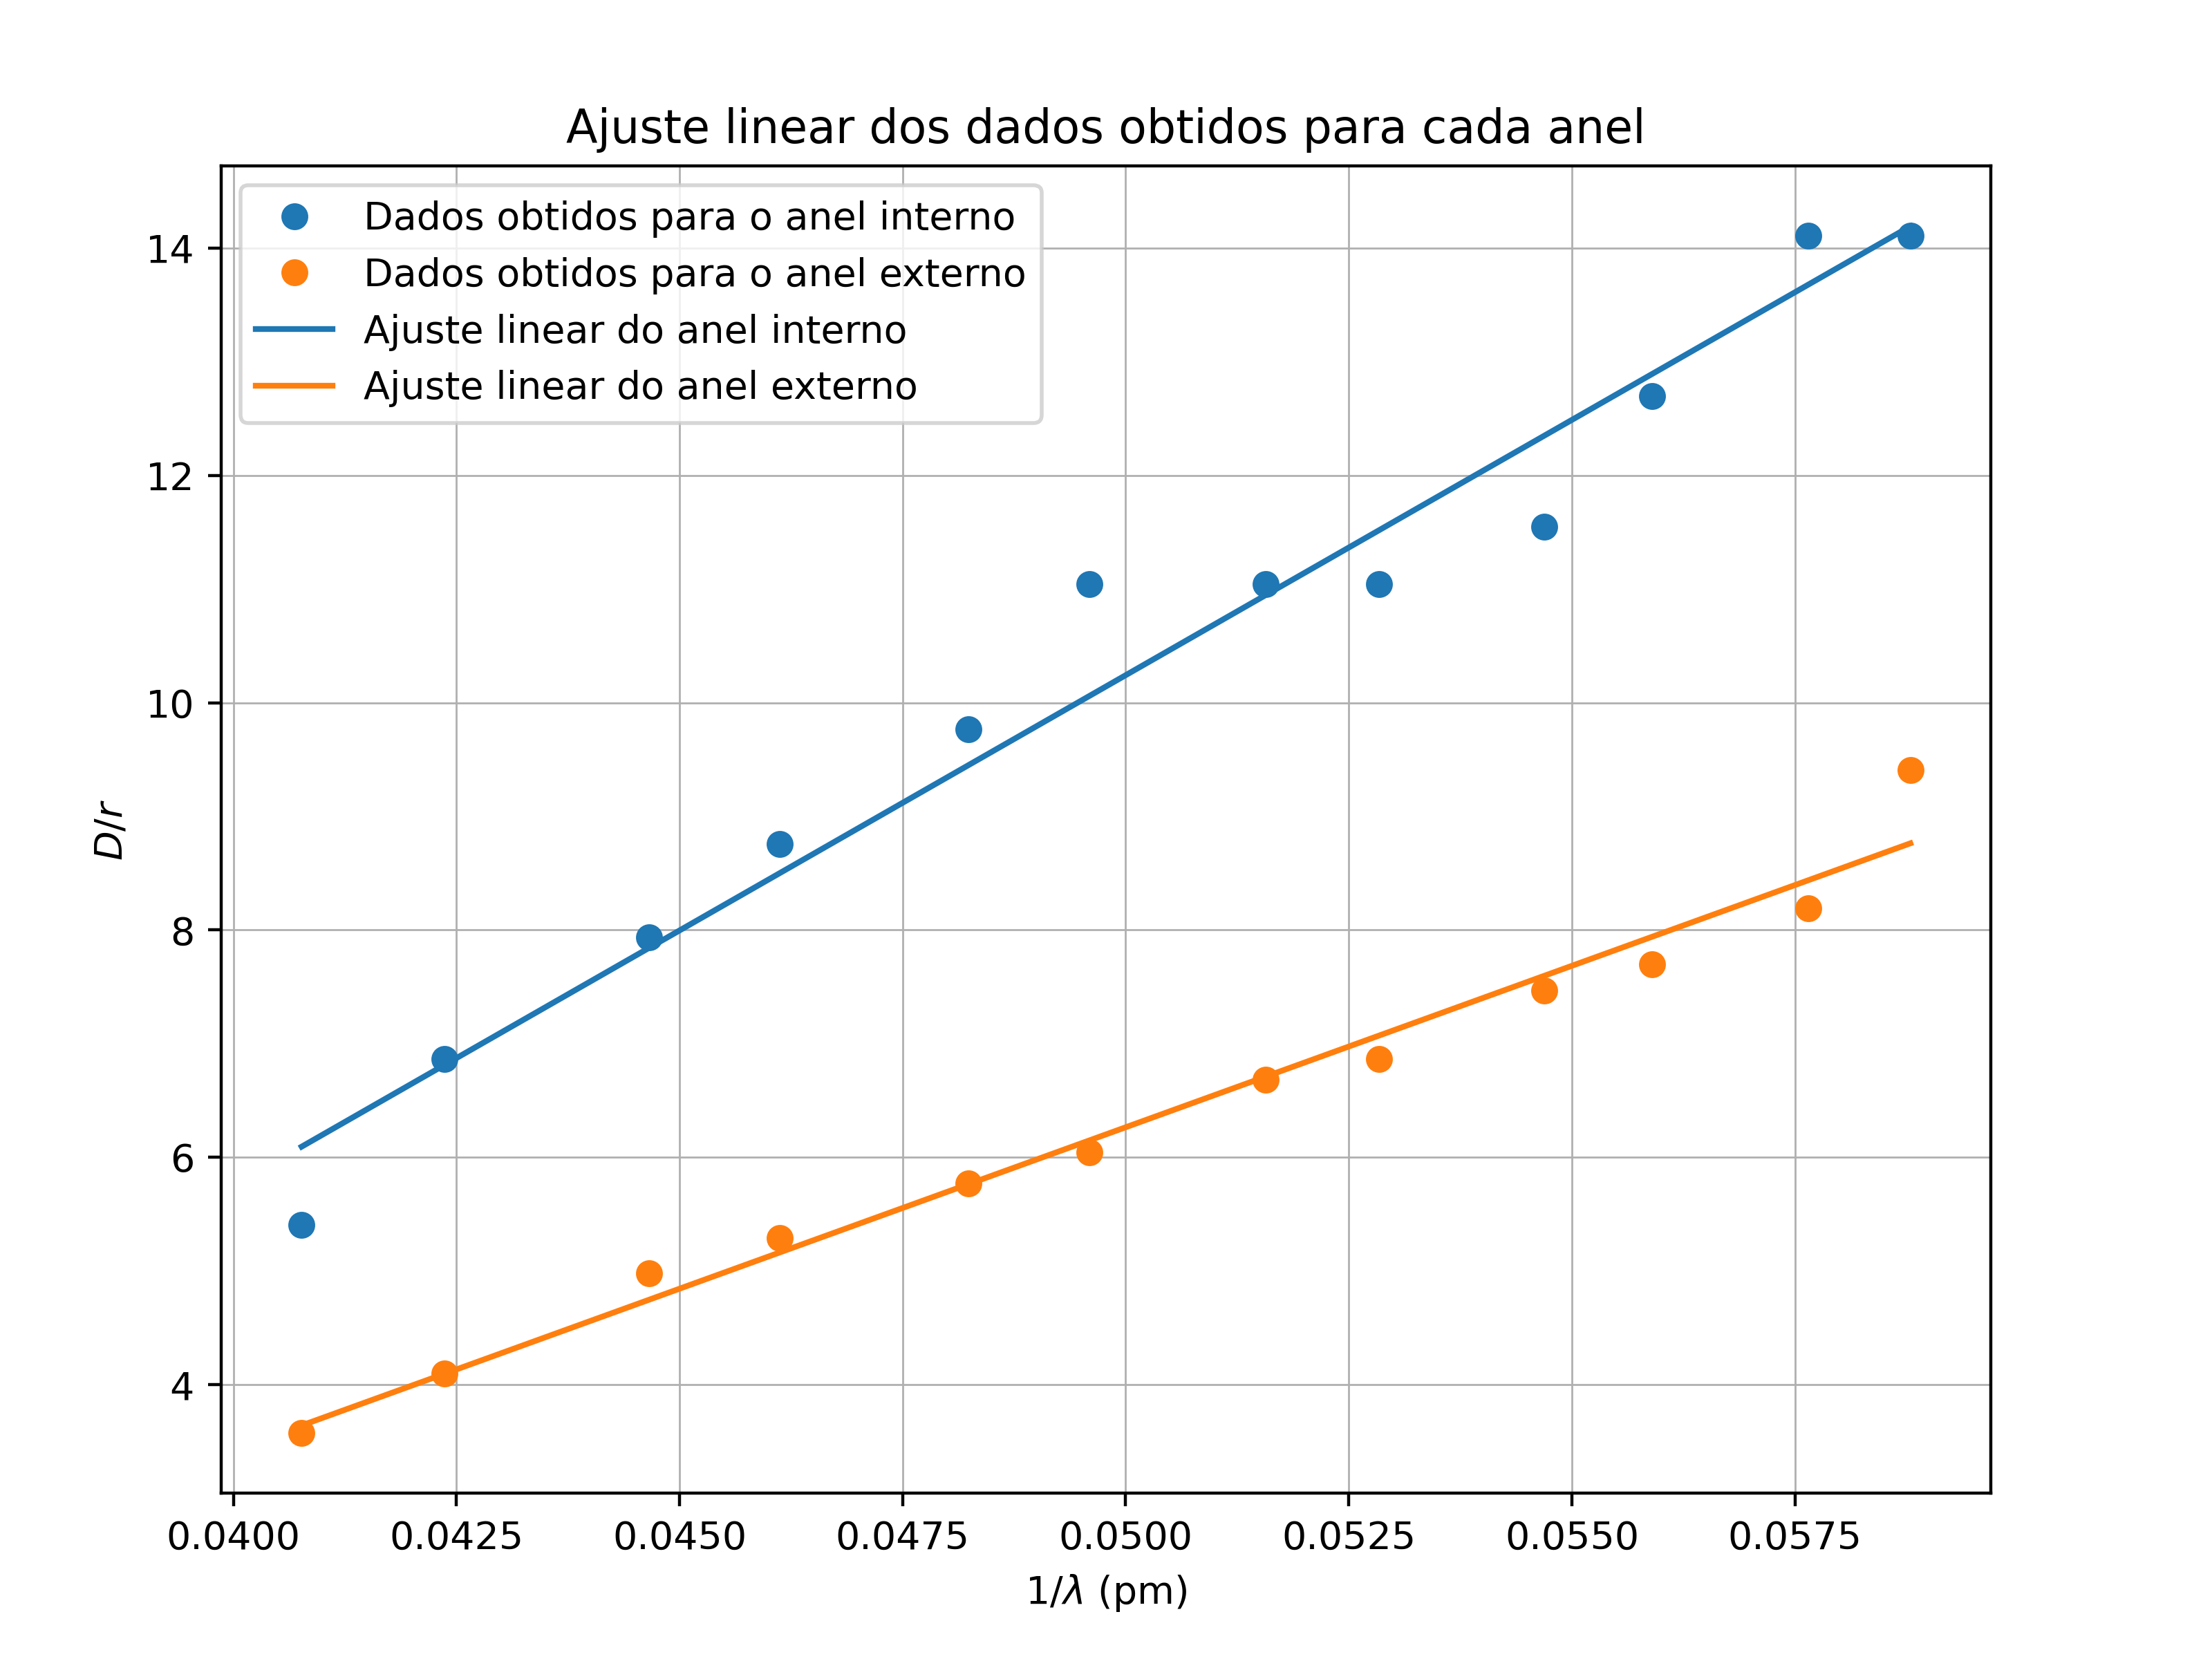 Ajuste linear dos dados obtidos para cada anel
Dados obtidos para o anel interno
Dados obtidos para o anel externo
Ajuste linear do anel interno
Ajuste linear do anel externo
14
12
10
8
6
4
D/r
0.0400 0.0425 0.0450 0.0475 0.0500 0.0525 0.0550 0.0575
1/λ (pm)